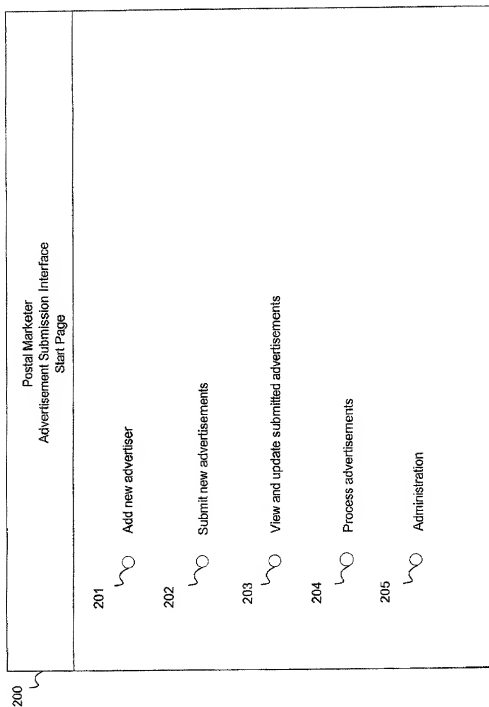 200
Postal Marketer
Advertisement Submission Interface
Start Page
201
Add new advertiser
202
Submit new advertisements
203
View and update submitted advertisements
204
Process advertisements
205
Administration